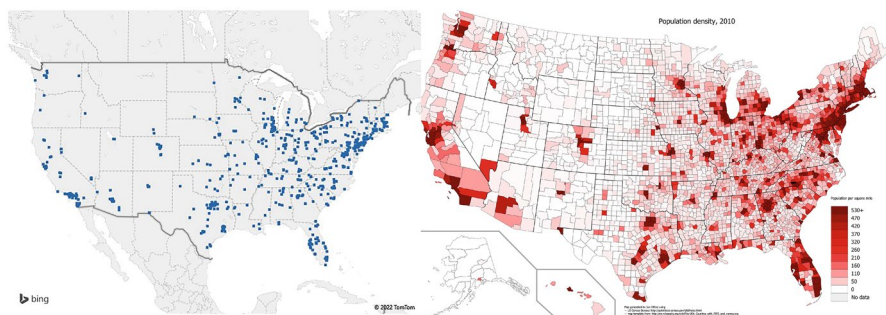 bing
© 2022 TomTom
Population density, 2010
Population per square mile
530+
470
420
370
320
260
210
160
110
50
0
No data